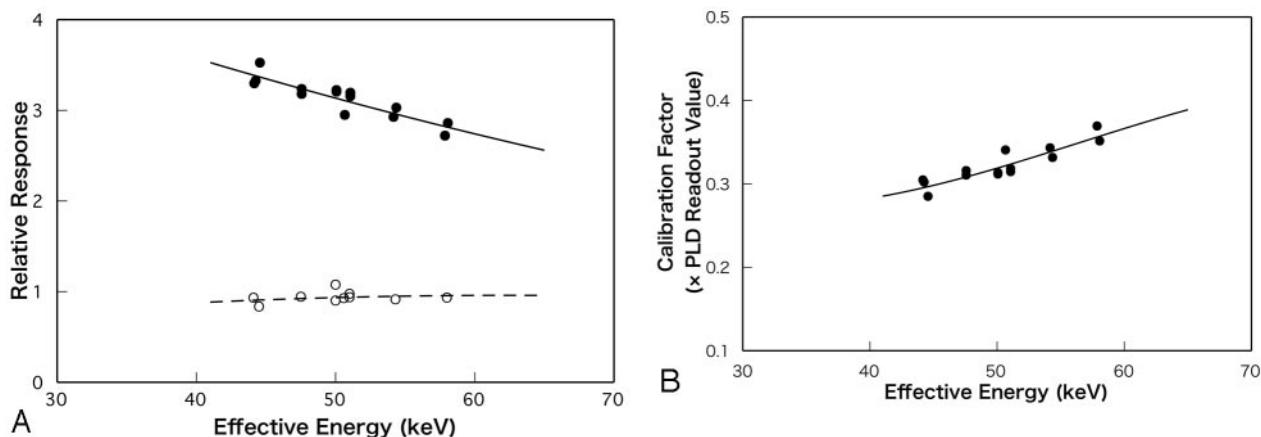 4
3
2
1
0
30
40
50
60
70
Relative Response
Effective Energy (keV)
A
0.5
0.4
0.3
0.2
0.1
30
40
50
60
70
Calibration Factor
(× PLD Readout Value)
Effective Energy (keV)
B